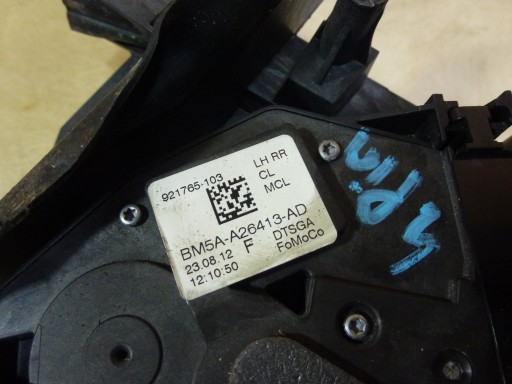 921765-103
LH RR
CL
MCL
BM5A-A26413-AD
23.08.12 F DTSGA
12:10:50 FoMoCo